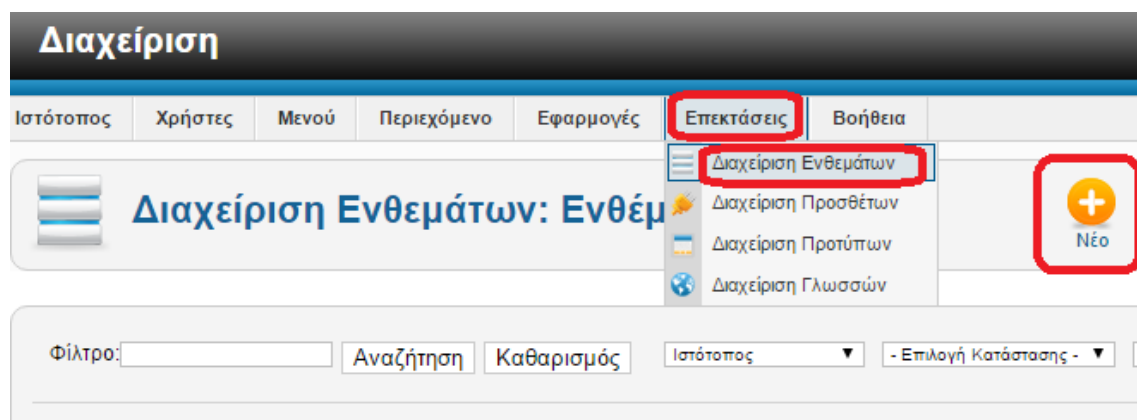 Διαχείριση
Ιστότοπος Χρήστες Μενού Περιεχόμενο Εφαρμογές Επεκτάσεις Βοήθεια
Διαχείριση Ενθεμάτων
Διαχείριση Προσθέτων
Διαχείριση Προτύπων
Διαχείριση Γλωσσών
Διαχείριση Ενθεμάτων: Ενθέμ
Νέο
Φίλτρο: Αναζήτηση Καθαρισμός Ιστότοπος - Επιλογή Κατάστασης -